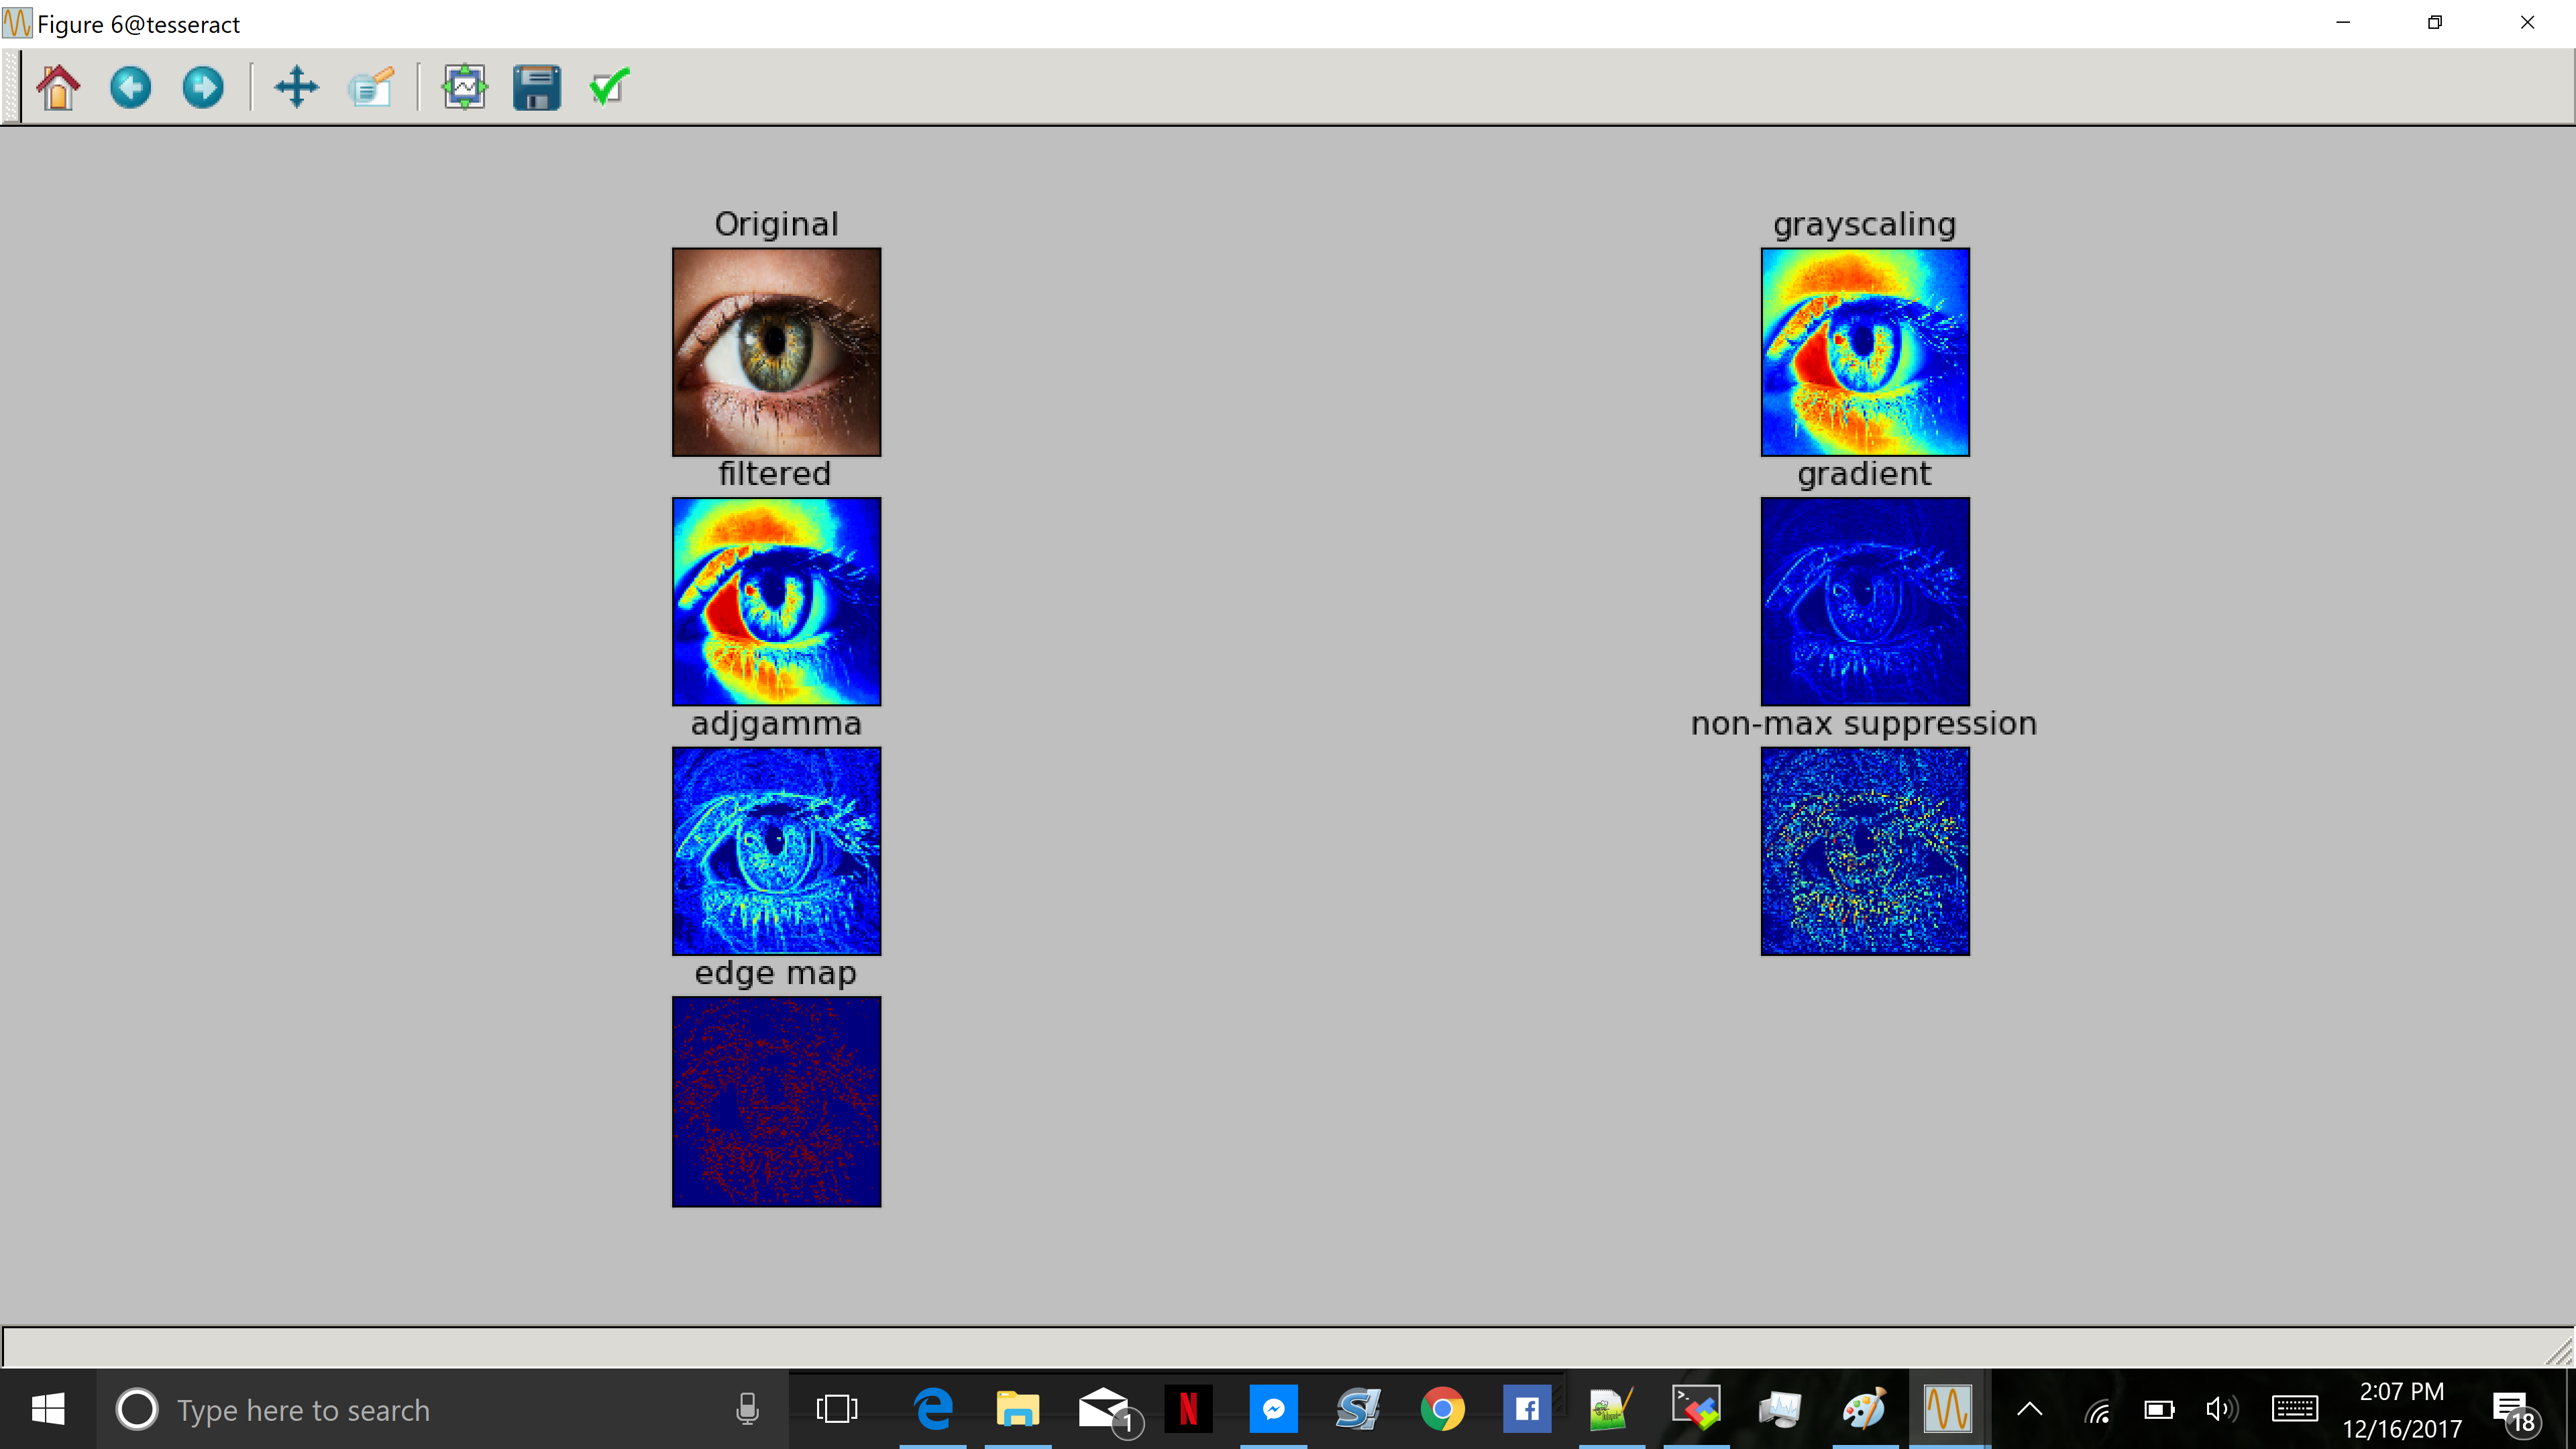 Figure 6@tesseract
Original
grayscaling
filtered
gradient
adjgamma
non-max suppression
edge map
Type here to search
1
N
2:07 PM
12/16/2017
18